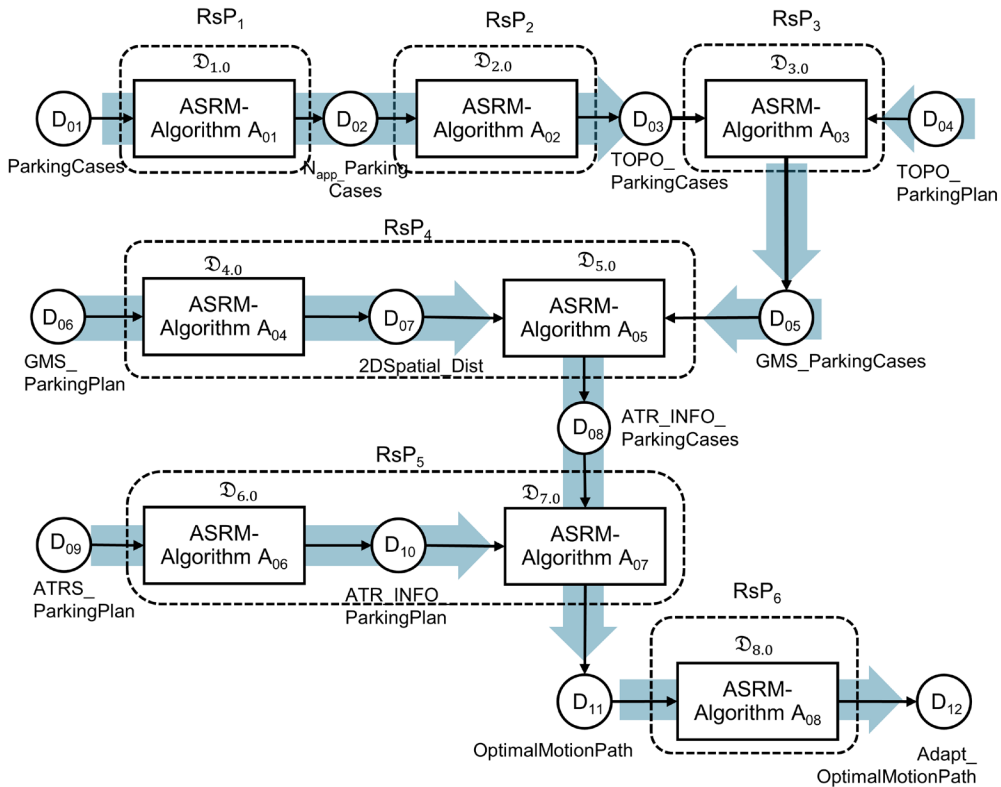 RsP₁
RsP₂
RsP₃
𝔇₁.₀
𝔇₂.₀
𝔇₃.₀
D₀₁
ASRM-
Algorithm A₀₁
D₀₂
ASRM-
Algorithm A₀₂
D₀₃
ASRM-
Algorithm A₀₃
D₀₄
ParkingCases
N_app_Parking
Cases
TOPO_
ParkingCases
TOPO_
ParkingPlan
RsP₄
𝔇₄.₀
𝔇₅.₀
D₀₆
ASRM-
Algorithm A₀₄
D₀₇
ASRM-
Algorithm A₀₅
D₀₅
GMS_
ParkingPlan
2DSpatial_Dist
GMS_ParkingCases
D₀₈
ATR_INFO_
ParkingCases
RsP₅
𝔇₆.₀
𝔇₇.₀
D₀₉
ASRM-
Algorithm A₀₆
D₁₀
ASRM-
Algorithm A₀₇
ATRS_
ParkingPlan
ATR_INFO_
ParkingPlan
RsP₆
𝔇₈.₀
D₁₁
ASRM-
Algorithm A₀₈
D₁₂
OptimalMotionPath
Adapt_
OptimalMotionPath